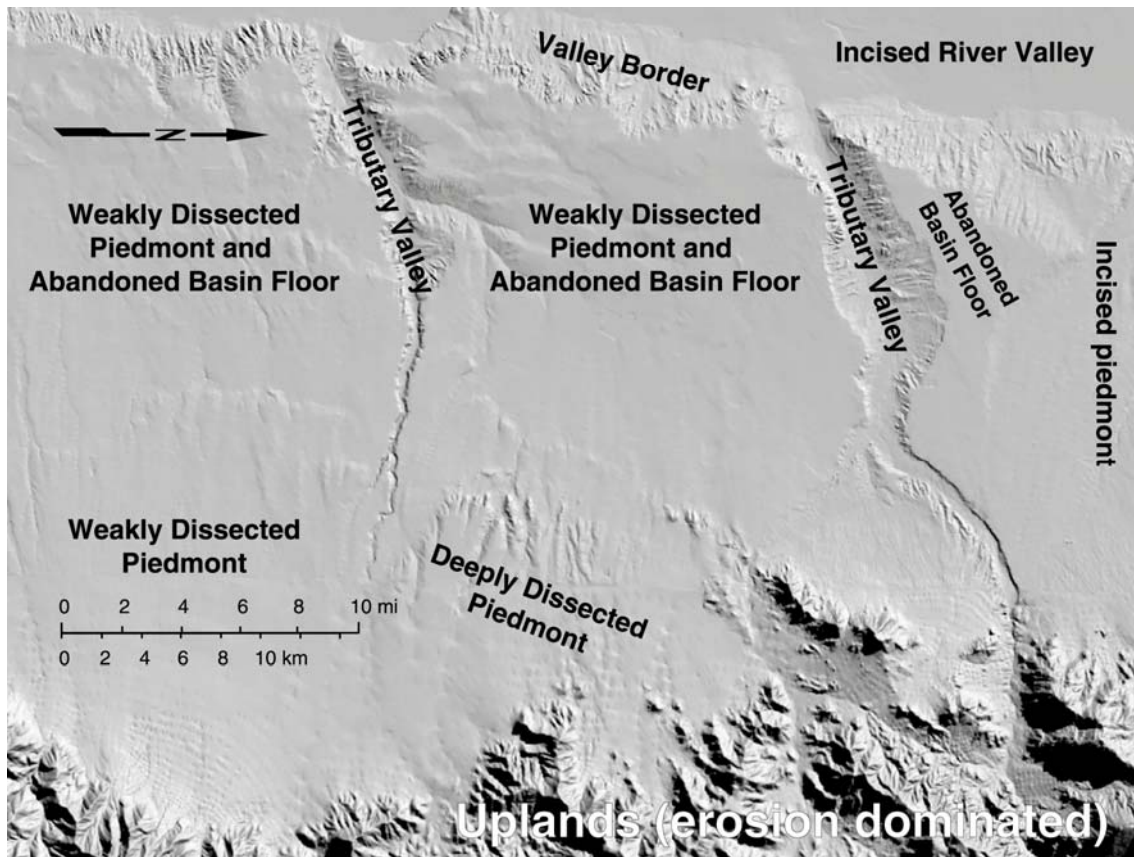 Valley Border
Incised River Valley
N
Tributary Valley
Tributary Valley
Abandoned
Basin Floor
Weakly Dissected
Piedmont and
Abandoned Basin Floor
Weakly Dissected
Piedmont and
Abandoned Basin Floor
Incised piedmont
Weakly Dissected
Piedmont
Deeply Dissected
Piedmont
0 2 4 6 8 10 mi
0 2 4 6 8 10 km
Uplands (erosion dominated)